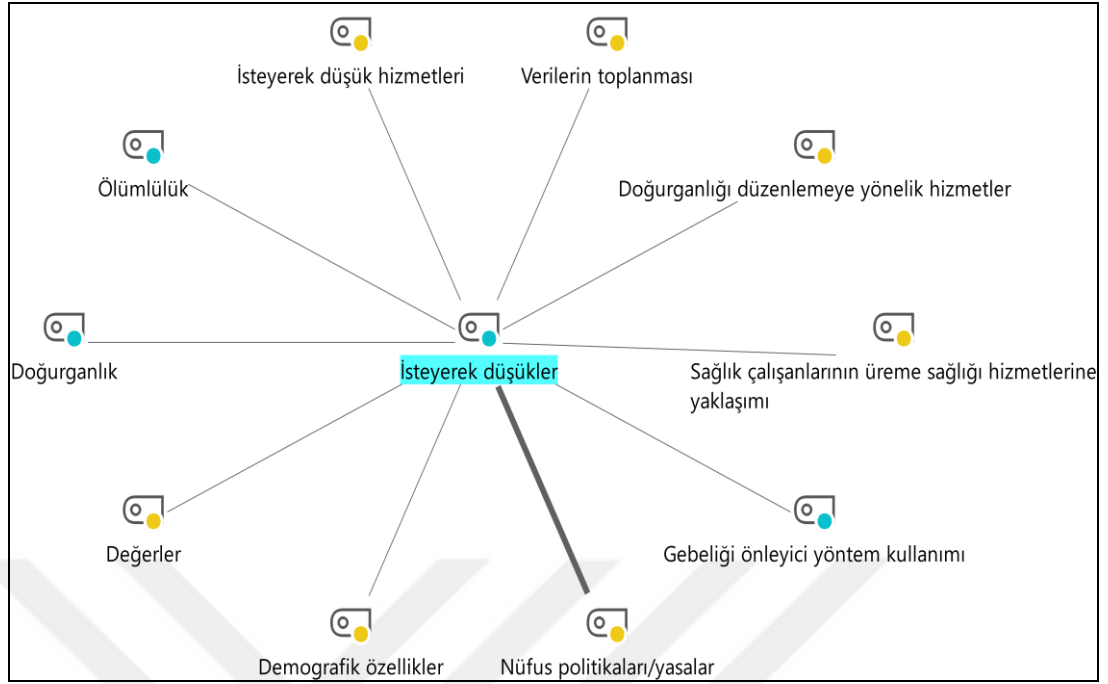 İsteyerek düşük hizmetleri
Verilerin toplanması
Ölümlülük
Doğurganlığı düzenlemeye yönelik hizmetler
Doğurganlık
İsteyerek düşükler
Sağlık çalışanlarının üreme sağlığı hizmetlerine
yaklaşımı
Değerler
Gebeliği önleyici yöntem kullanımı
Demografik özellikler
Nüfus politikaları/yasalar